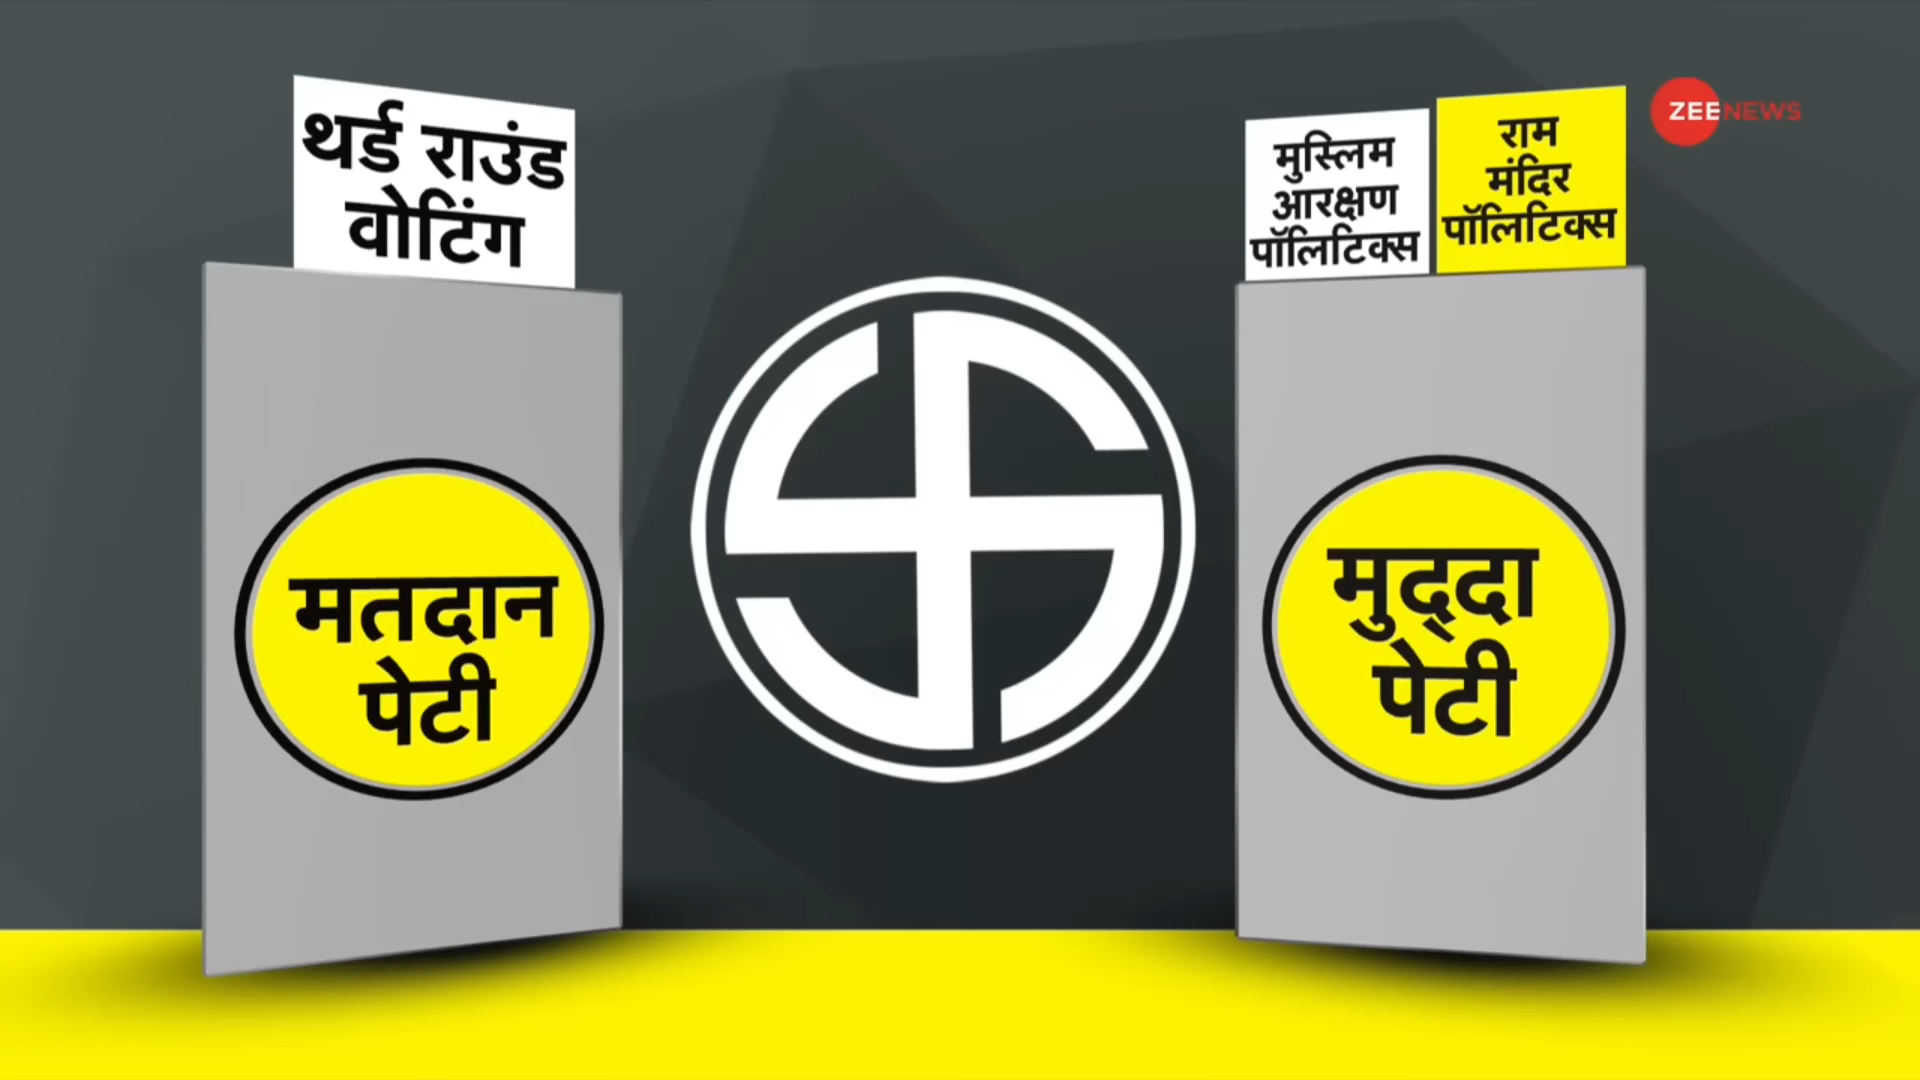 थर्ड राउंड
वोटिंग
मतदान
पेटी
मुस्लिम
आरक्षण
पॉलिटिक्स
राम
मंदिर
पॉलिटिक्स
मुद्दा
पेटी
ZEENEWS